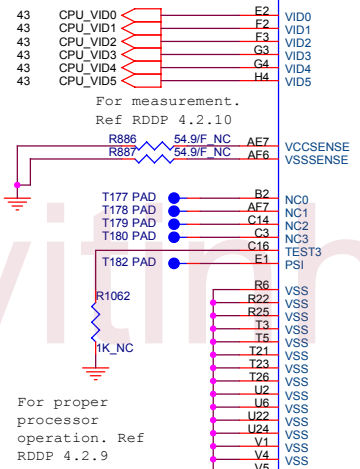 43 CPU_VID0 E2 VID0
43 CPU_VID1 F2 VID1
43 CPU_VID2 F3 VID2
43 CPU_VID3 G3 VID3
43 CPU_VID4 G4 VID4
43 CPU_VID5 H4 VID5
For measurement.
Ref RDDP 4.2.10
R886 54.9/F_NC AE7 VCCSENSE
R887 54.9/F_NC AF6 VSSSENSE
T177 PAD B2 NC0
T178 PAD AF7 NC1
T179 PAD C14 NC2
T180 PAD C3 NC3
C16 TEST3
T182 PAD E1 PSI
R6 VSS
R1062 R22 VSS
R25 VSS
T3 VSS
T5 VSS
1K_NC T21 VSS
T23 VSS
T26 VSS
U2 VSS
For proper U6 VSS
processor U22 VSS
U24 VSS
operation. Ref V1 VSS
RDDP 4.2.9 V4 VSS
V5